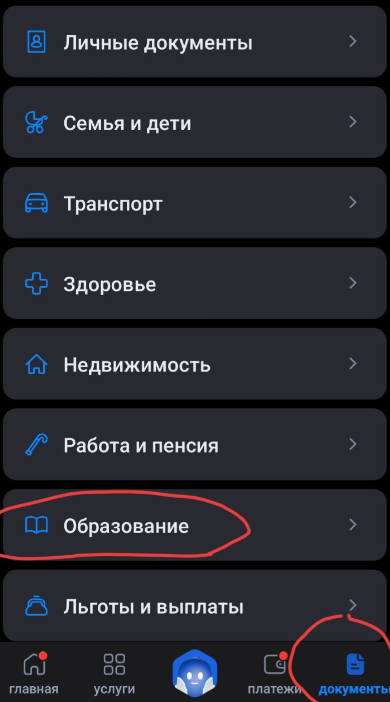 Личные документы
Семья и дети
Транспорт
Здоровье
Недвижимость
Работа и пенсия
Образование
Льготы и выплаты
главная услуги платежи документы